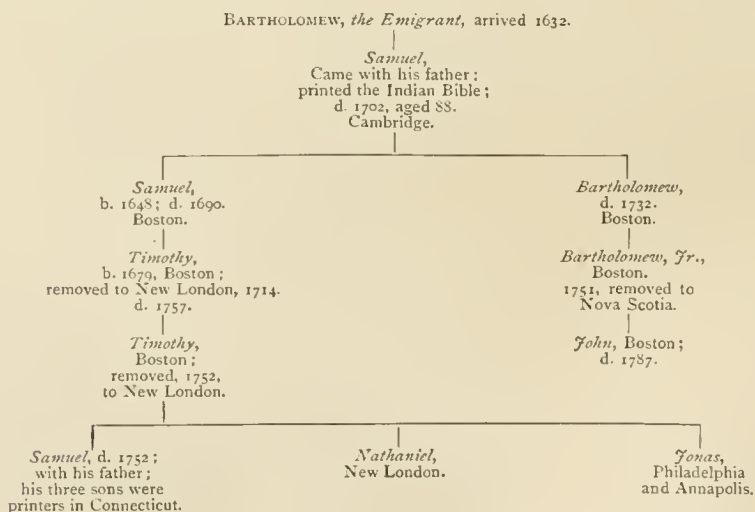 BARTHOLOMEW, the Emigrant, arrived 1632.
Samuel,
Came with his father;
printed the Indian Bible;
d. 1702, aged 88.
Cambridge.
Samuel,
b. 1648; d. 1690.
Boston.
Timothy,
b. 1679, Boston;
removed to New London, 1714.
d. 1757.
Timothy,
Boston;
removed, 1752,
to New London.
Bartholomew,
d. 1732.
Boston.
Bartholomew, Jr.,
Boston.
1751, removed to
Nova Scotia.
John, Boston;
d. 1787.
Samuel, d. 1752;
with his father;
his three sons were
printers in Connecticut.
Nathaniel,
New London.
Jonas,
Philadelphia
and Annapolis.